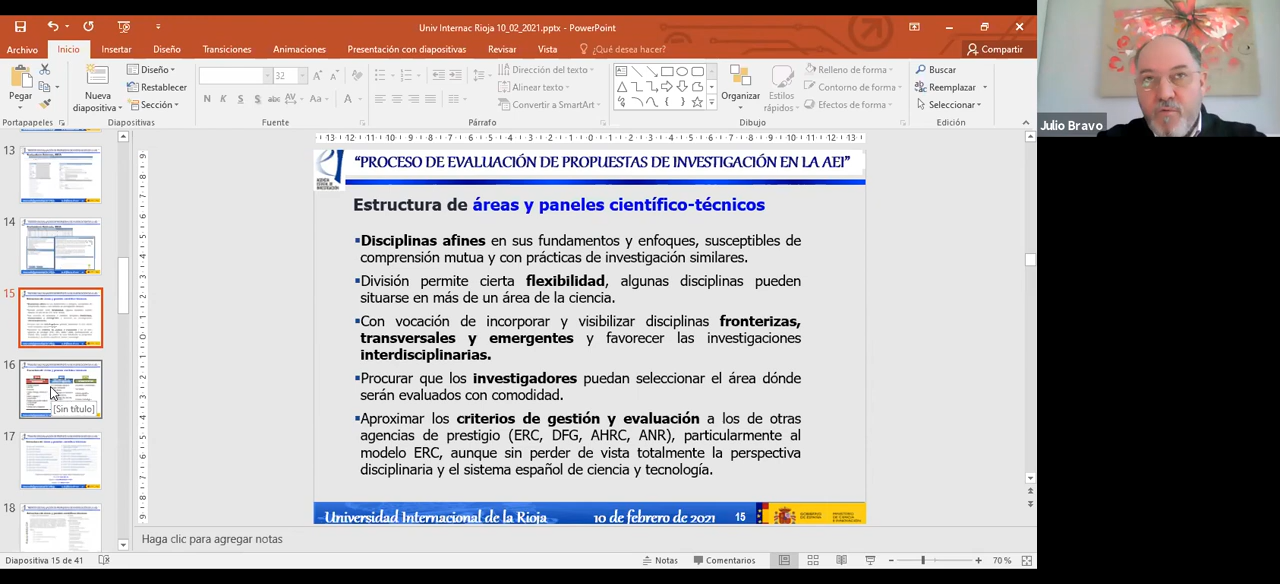 Univ Internac Rioja 10_02_2021.pptx - PowerPoint
Archivo Inicio Insertar Diseño Transiciones Animaciones Presentación con diapositivas Revisar Vista ¿Qué desea hacer? Compartir
Pegar
Nueva diapositiva
Diseño
Restablecer
Sección
32
N K S S abc AV Aa A
Dirección del texto
Alinear texto
Convertir a SmartArt
Organizar
Estilos rápidos
Relleno de forma
Contorno de forma
Efectos de forma
Buscar
Reemplazar
Seleccionar
Portapapeles Diapositivas Fuente Párrafo Dibujo Edición
13
14
15
16
[Sin título]
17
18
"PROCESO DE EVALUACIÓN DE PROPUESTAS DE INVESTIGACIÓN EN LA AEI"
Estructura de áreas y paneles científico-técnicos
Disciplinas afines en sus fundamentos y enfoques, susceptibles de
comprensión mutua y con prácticas de investigación similares.
División permita cierta flexibilidad, algunas disciplinas pueden
situarse en más de un área de la ciencia.
Configuración de considerar y visibilizar disciplinas fronterizas,
transversales y emergentes y favorecer las investigaciones
interdisciplinarias.
Procurar que los investigadores puedan seleccionar el área dónde
serán evaluados con comodidad.
Aproximar los criterios de gestión y evaluación a los de otras
agencias de prestigio (ERC, DFG, AHRC, ANR), particularmente al
modelo ERC, aunque sin perder de vista totalmente la perspectiva
disciplinaria y el sistema español de ciencia y tecnología.
Universidad Internacional de la Rioja 10 de febrero de 2021 15
Haga clic para agregar notas
Diapositiva 15 de 41 Notas Comentarios 70 %
Julio Bravo